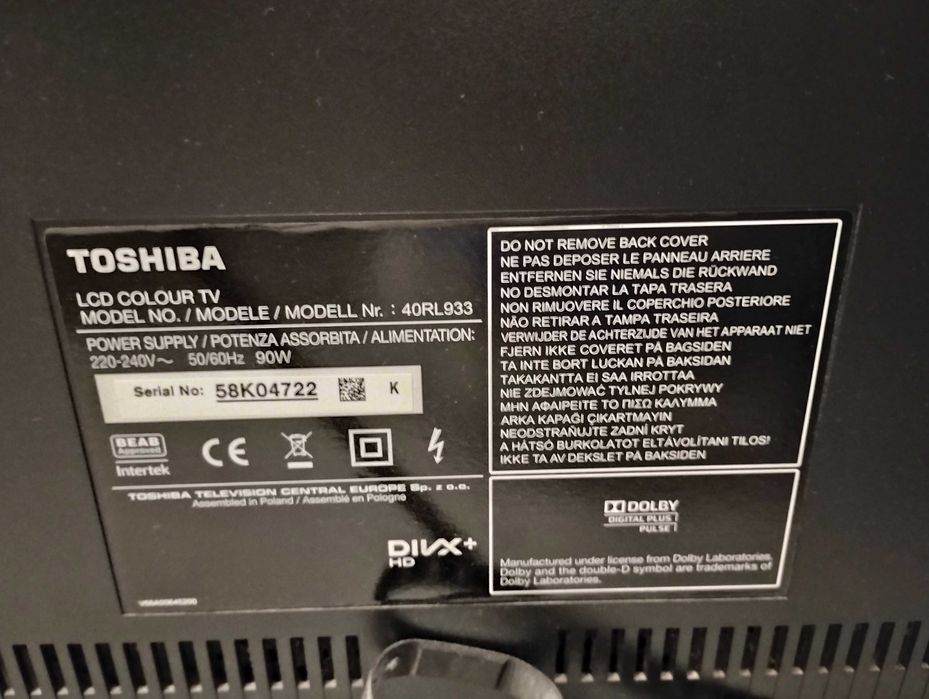 TOSHIBA
LCD COLOUR TV
MODEL NO. / MODELE / MODELL Nr. : 40RL933
POWER SUPPLY / POTENZA ASSORBITA / ALIMENTATION:
220-240V～ 50/60Hz 90W
Serial No: 58K04722 K
BEAB
Approved
Intertek
CE
TOSHIBA TELEVISION CENTRAL EUROPE Sp. z o.o.
Assembled in Poland / Assemblé en Pologne
DIVX+
HD
DO NOT REMOVE BACK COVER
NE PAS DEPOSER LE PANNEAU ARRIERE
ENTFERNEN SIE NIEMALS DIE RÜCKWAND
NO DESMONTAR LA TAPA TRASERA
NON RIMUOVERE IL COPERCHIO POSTERIORE
NÃO RETIRAR A TAMPA TRASEIRA
VERWIJDER DE ACHTERZIJDE VAN HET APPARAAT NIET
FJERN IKKE COVERET PÅ BAGSIDEN
TA INTE BORT LUCKAN PÅ BAKSIDAN
TAKAKANTTA EI SAA IRROTTAA
NIE ZDEJMOWAĆ TYLNEJ POKRYWY
ΜΗΝ ΑΦΑΙΡΕΙΤΕ ΤΟ ΠΙΣΩ ΚΑΛΥΜΜΑ
ARKA KAPAĞI ÇIKARTMAYIN
NEODSTRAŇUJTE ZADNÍ KRYT
A HÁTSÓ BURKOLATOT ELTÁVOLÍTANI TILOS!
IKKE TA AV DEKSLET PÅ BAKSIDEN
DOLBY
DIGITAL PLUS
PULSE
Manufactured under license from Dolby Laboratories.
Dolby and the double-D symbol are trademarks of
Dolby Laboratories.